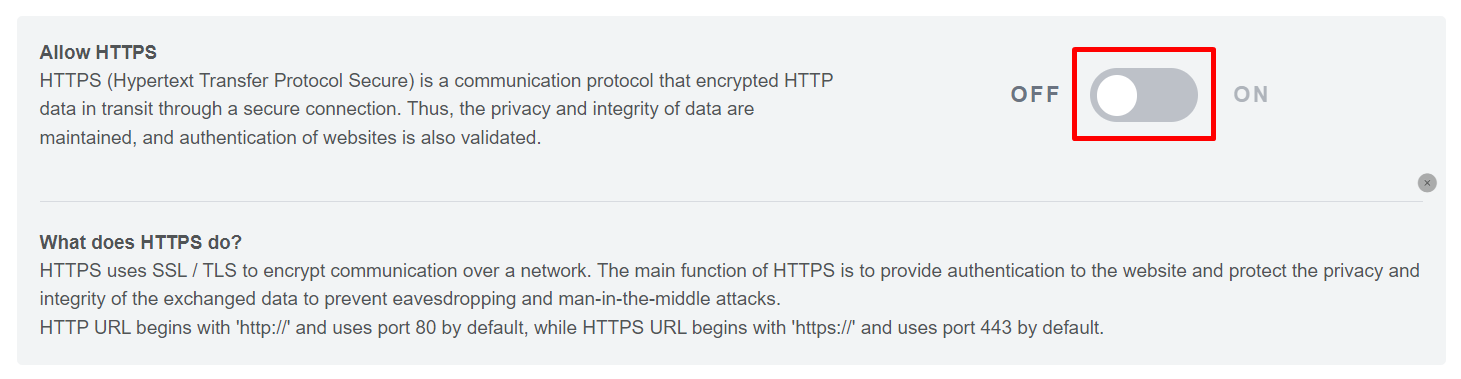 Allow HTTPS
HTTPS (Hypertext Transfer Protocol Secure) is a communication protocol that encrypted HTTP
data in transit through a secure connection. Thus, the privacy and integrity of data are
maintained, and authentication of websites is also validated.
OFF ON
What does HTTPS do?
HTTPS uses SSL / TLS to encrypt communication over a network. The main function of HTTPS is to provide authentication to the website and protect the privacy and
integrity of the exchanged data to prevent eavesdropping and man-in-the-middle attacks.
HTTP URL begins with 'http://' and uses port 80 by default, while HTTPS URL begins with 'https://' and uses port 443 by default.